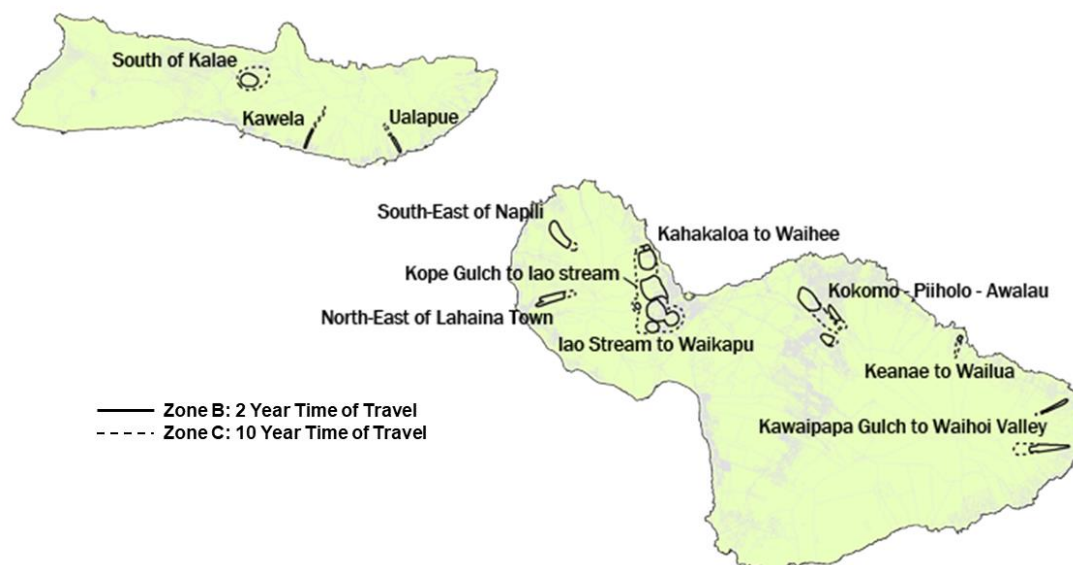 South of Kalae
Kawela
Ualapue
South-East of Napili
Kahakaloa to Waihee
Kope Gulch to Iao stream
Kokomo - Piiholo - Awalau
North-East of Lahaina Town
Iao Stream to Waikapu
Keanae to Wailua
Zone B: 2 Year Time of Travel
Kawaipapa Gulch to Waihoi Valley
Zone C: 10 Year Time of Travel